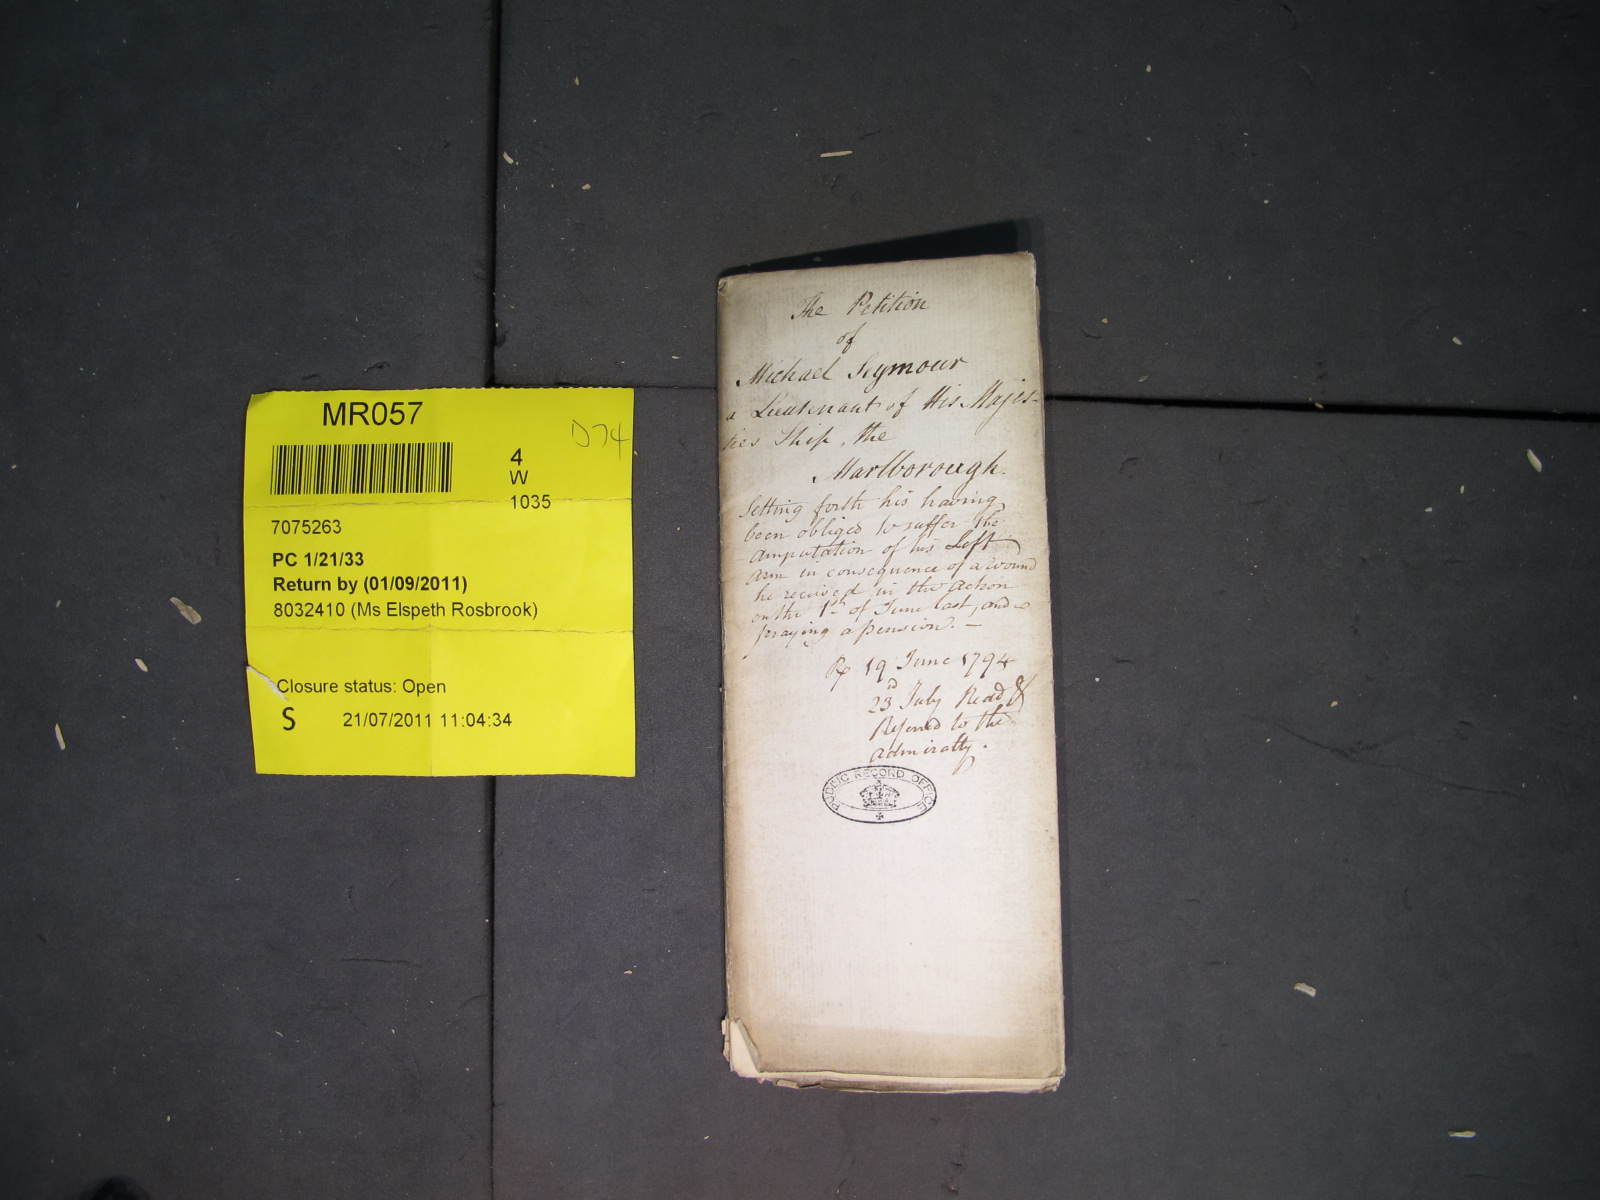 MR057
D74
4
W
1035
7075263
PC 1/21/33
Return by (01/09/2011)
8032410 (Ms Elspeth Rosbrook)
Closure status: Open
S 21/07/2011 11:04:34
The Petition
of
Michael Seymour
a Lieutenant of His Majes-
ties Ship, the
Marlborough.
Setting forth his having
been obliged to suffer the
amputation of his Left
Arm in consequence of a wound
he received in the Action
on the 1st of June last, and
praying a pension. —
Rx 19 June 1794
23d July Read &
Referred to the
Admiralty.
PUBLIC RECORD OFFICE